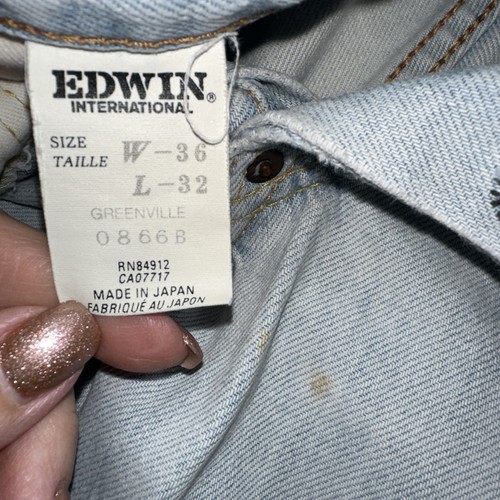 EDWIN®
INTERNATIONAL
SIZE
TAILLE
W-36
L-32
GREENVILLE
0866B
RN84912
CA07717
MADE IN JAPAN
FABRIQUÉ AU JAPON